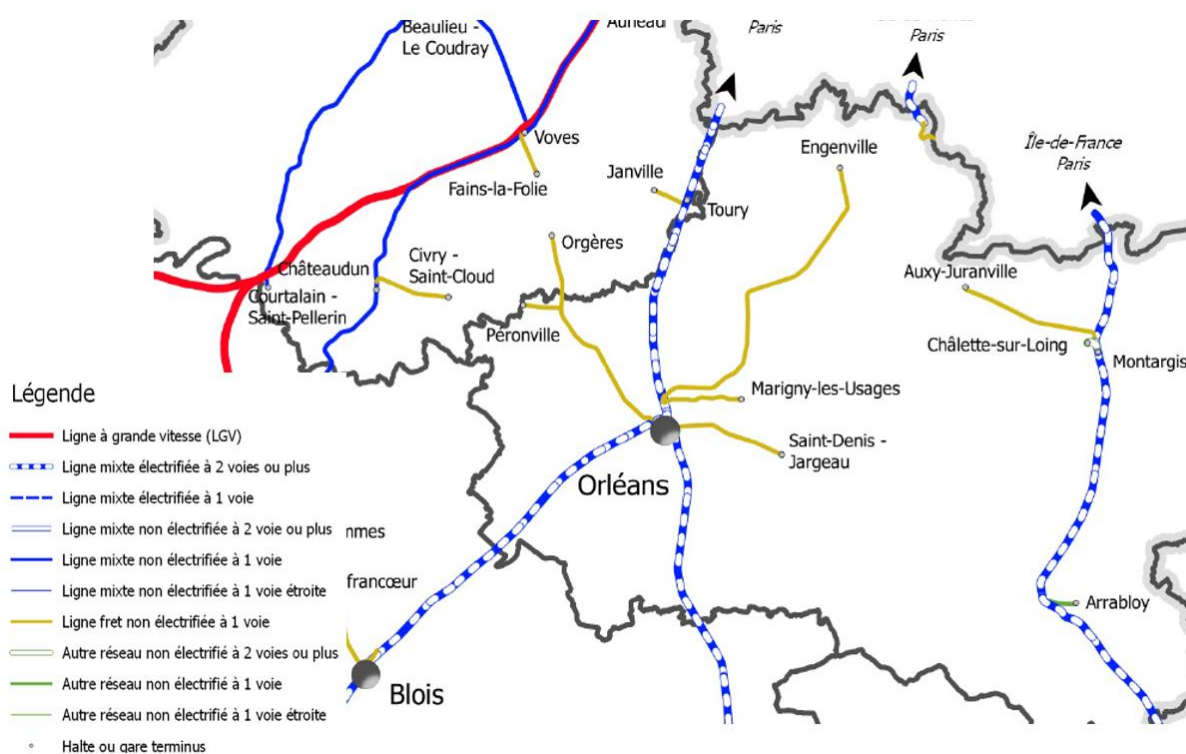 Beaulieu -
Le Coudray
Auneau
Paris
Paris
Île-de-France
Paris
Voves
Fains-la-Folie
Janville
Toury
Engenville
Orgères
Civry -
Saint-Cloud
Châteaudun
Courtalain -
Saint-Pellerin
Péronville
Auxy-Juranville
Châlette-sur-Loing
Montargis
Marigny-les-Usages
Saint-Denis -
Jargeau
Orléans
nmes
francœur
Arrabloy
Blois
Légende
Ligne à grande vitesse (LGV)
Ligne mixte électrifiée à 2 voies ou plus
Ligne mixte électrifiée à 1 voie
Ligne mixte non électrifiée à 2 voie ou plus
Ligne mixte non électrifiée à 1 voie
Ligne mixte non électrifiée à 1 voie étroite
Ligne fret non électrifiée à 1 voie
Autre réseau non électrifié à 2 voies ou plus
Autre réseau non électrifié à 1 voie
Autre réseau non électrifié à 1 voie étroite
Halte ou gare terminus